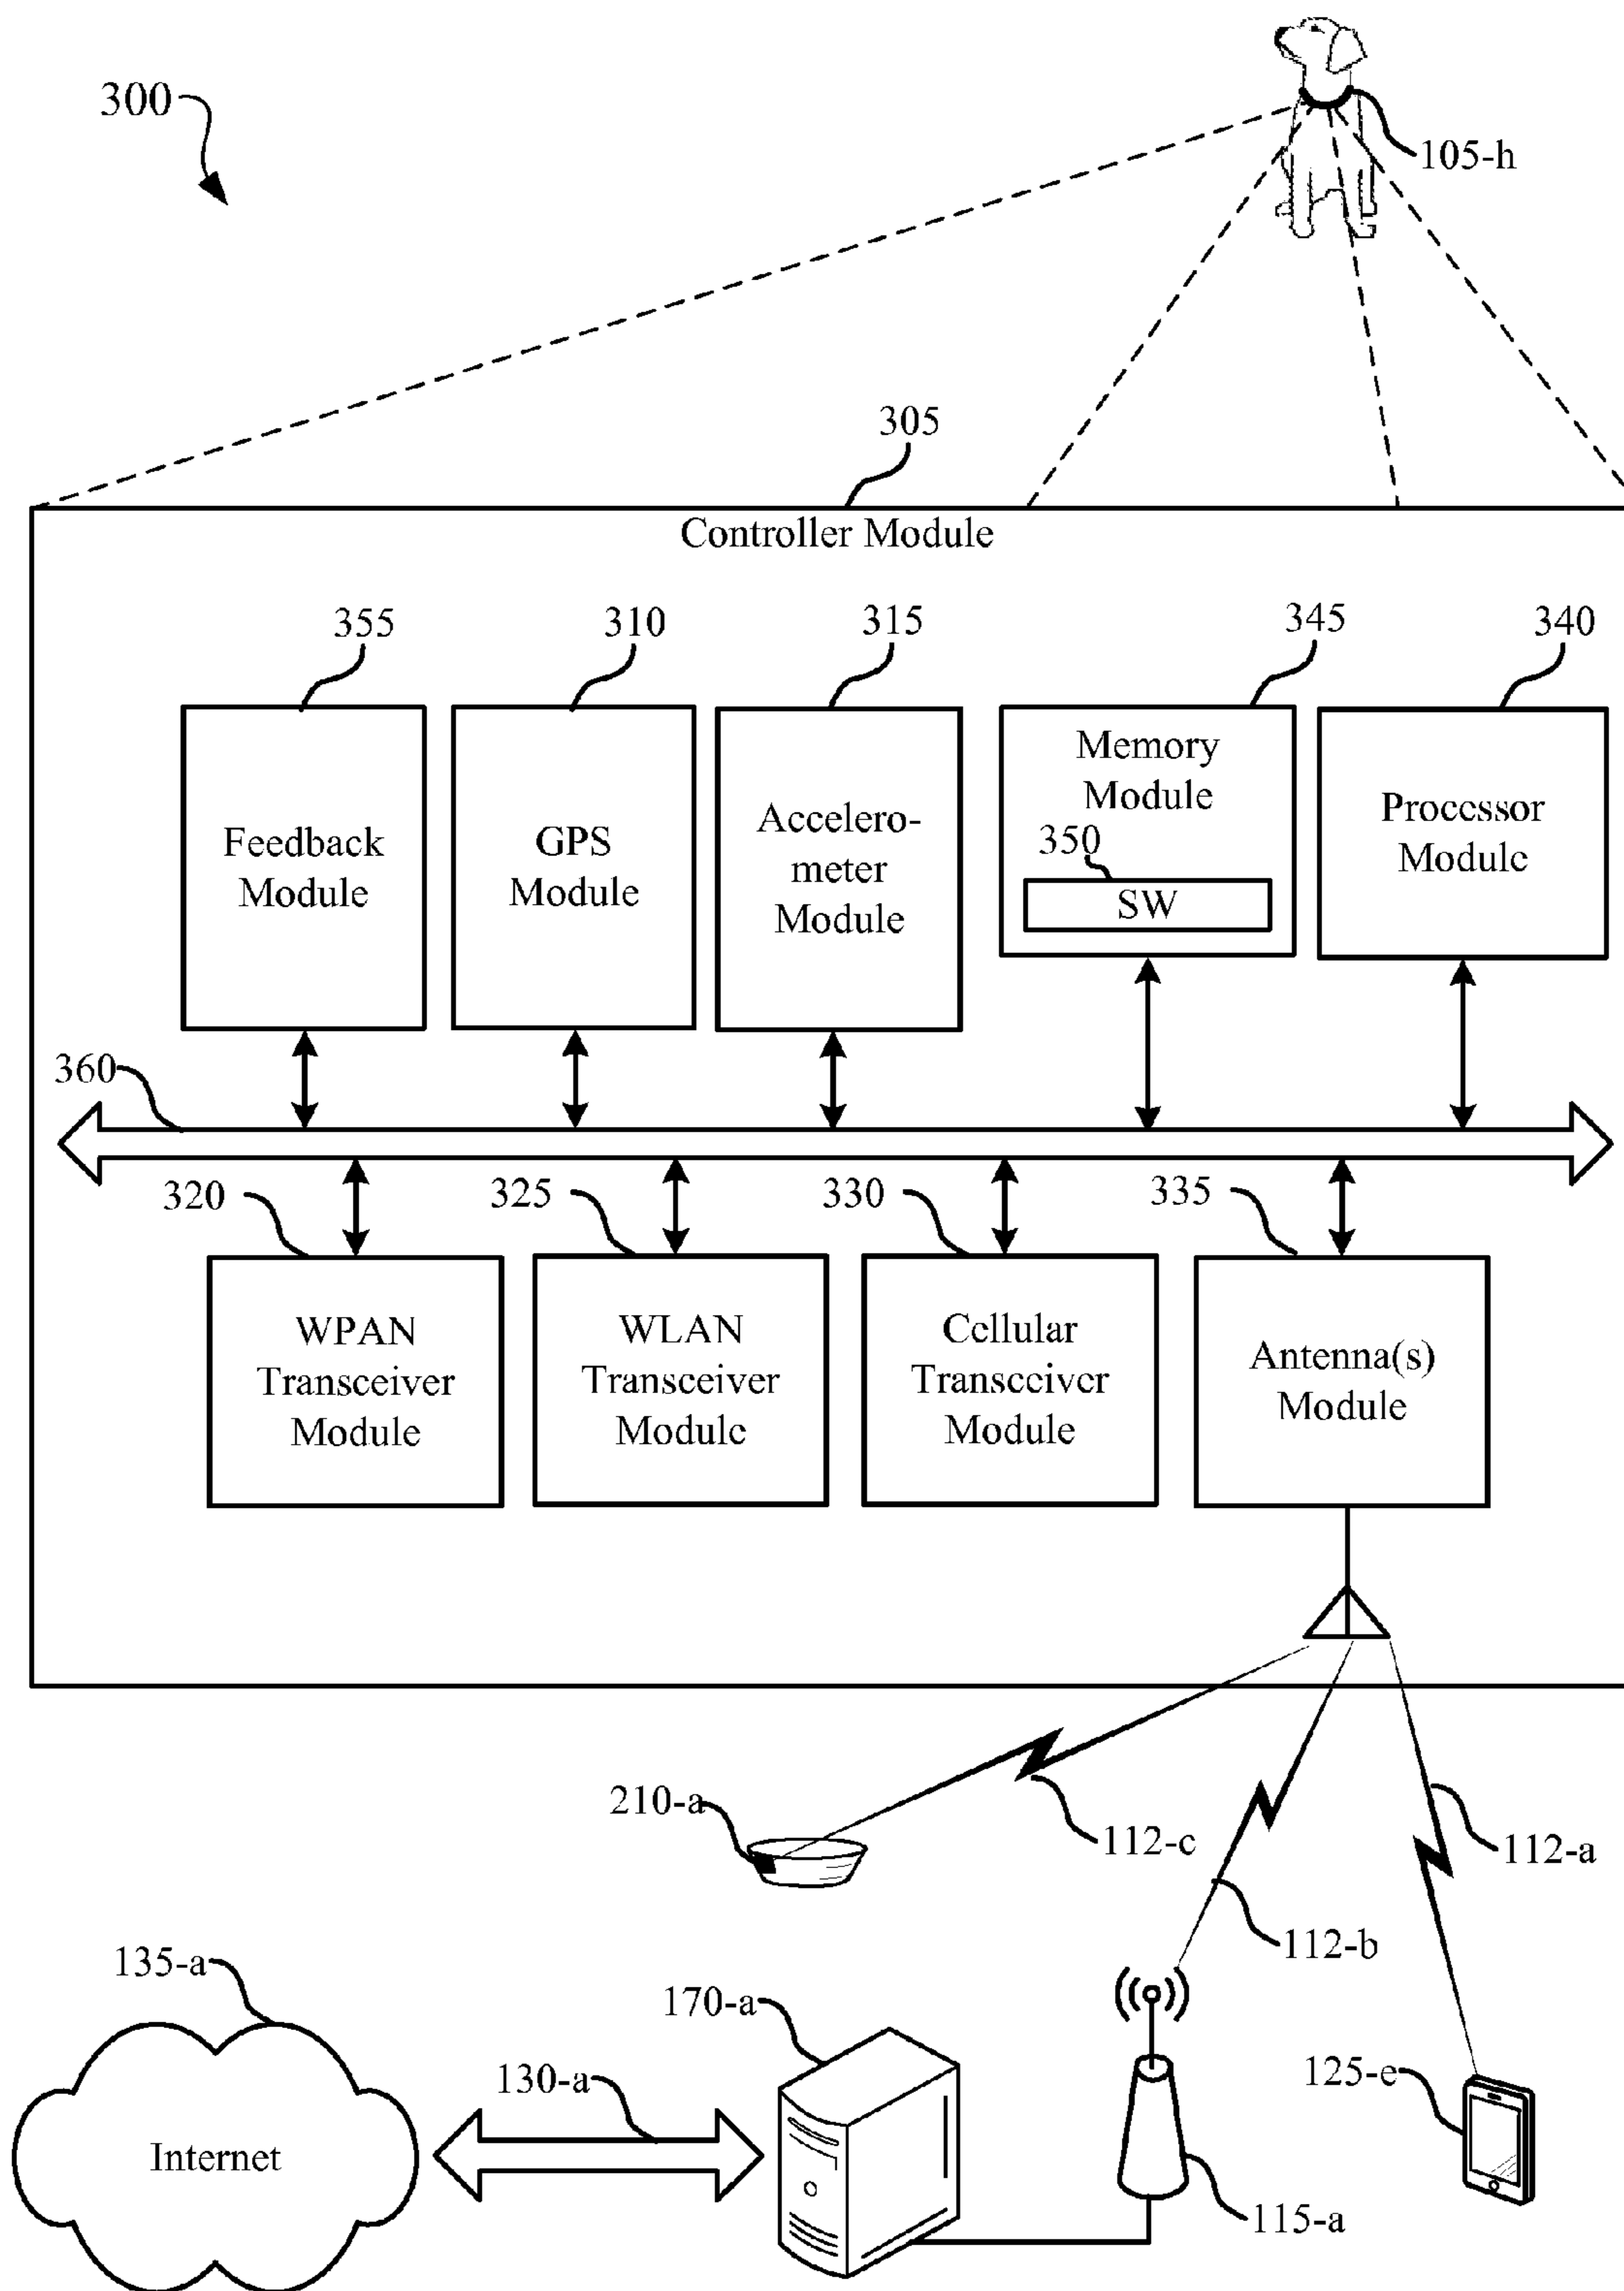 300
105-h
305
Controller Module
355
310
315
345
340
Feedback
Module
GPS
Module
Accelero-
meter
Module
Memory
Module
350
SW
Processor
Module
360
320
325
330
335
WPAN
Transceiver
Module
WLAN
Transceiver
Module
Cellular
Transceiver
Module
Antenna(s)
Module
210-a
112-c
112-a
112-b
135-a
170-a
130-a
125-e
Internet
115-a